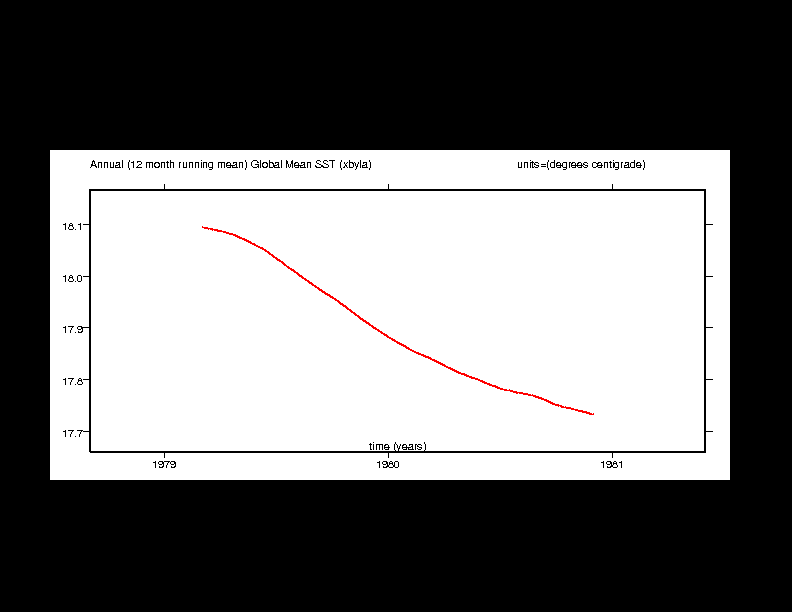 Annual (12 month running mean) Global Mean SST (xbyla) units=(degrees centigrade)
18.1
18.0
17.9
17.8
17.7
time (years)
1979 1980 1981